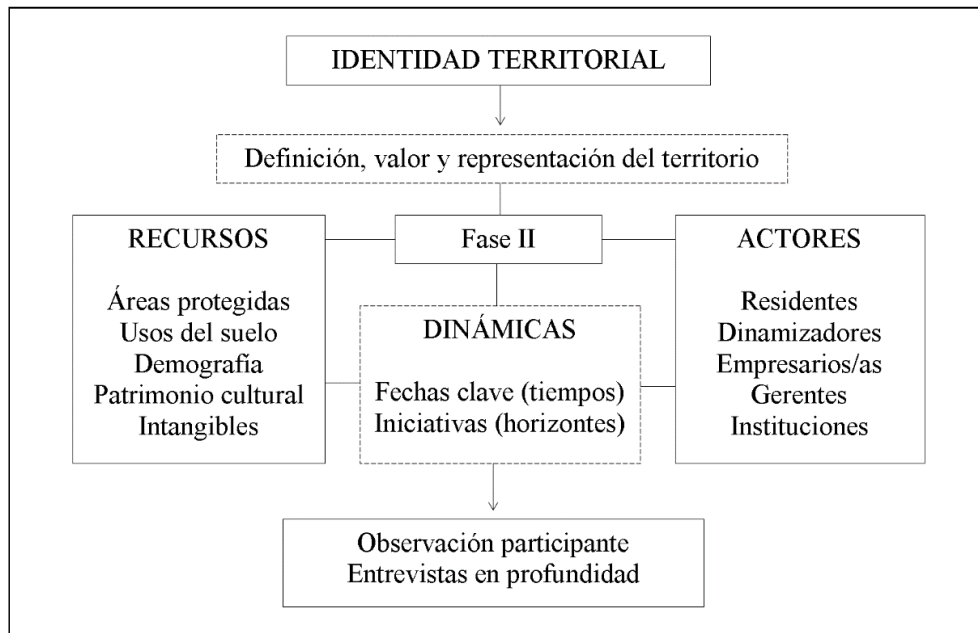 IDENTIDAD TERRITORIAL
Definición, valor y representación del territorio
RECURSOS
Áreas protegidas
Usos del suelo
Demografía
Patrimonio cultural
Intangibles
Fase II
DINÁMICAS
Fechas clave (tiempos)
Iniciativas (horizontes)
ACTORES
Residentes
Dinamizadores
Empresarios/as
Gerentes
Instituciones
Observación participante
Entrevistas en profundidad